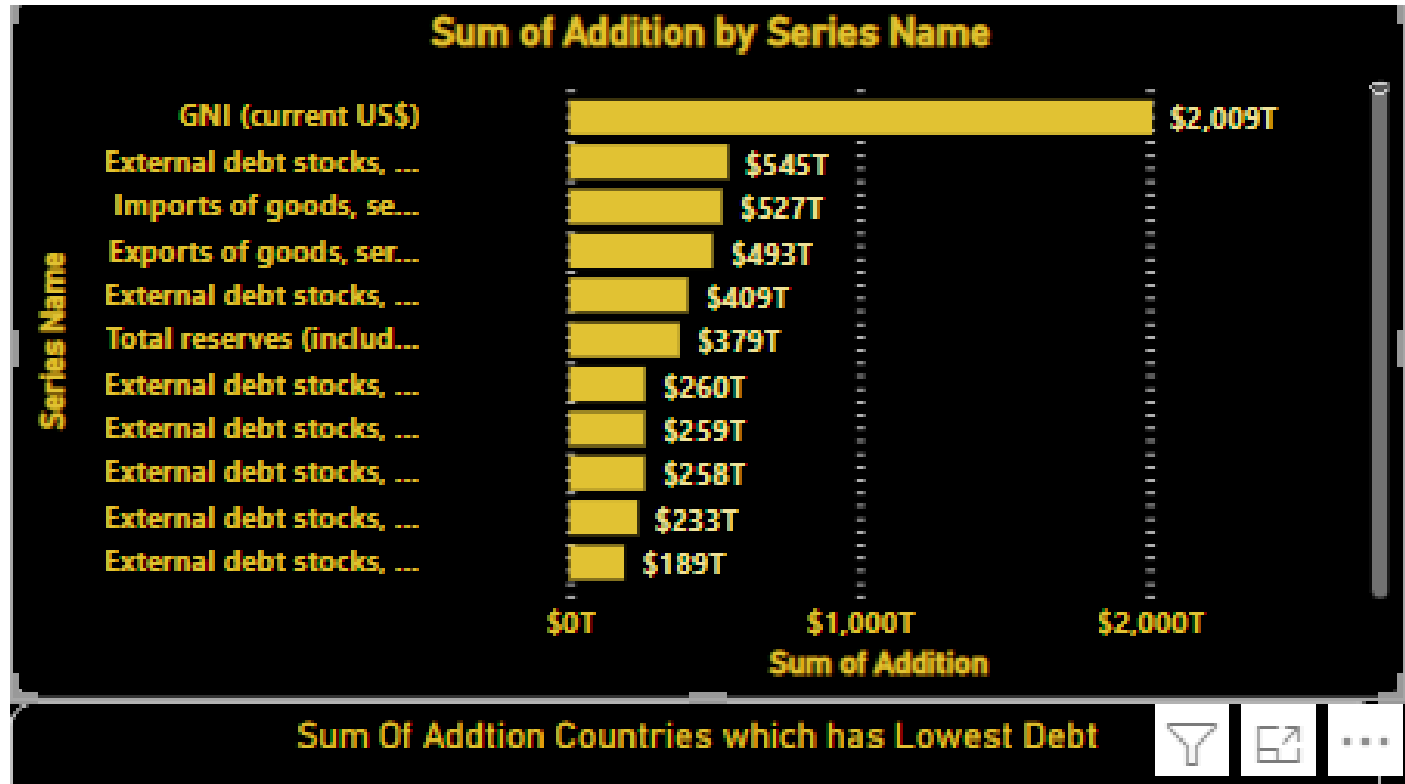 Sum of Addition by Series Name
Series Name
GNI (current US$) $2,009T
External debt stocks, .... $545T
Imports of goods, se... $527T
Exports of goods, ser... $493T
External debt stocks, .... $409T
Total reserves (includ... $379T
External debt stocks, .... $260T
External debt stocks, .... $259T
External debt stocks, .... $258T
External debt stocks, .... $233T
External debt stocks, .... $189T
$0T $1,000T $2,000T
Sum of Addition
Sum Of Addtion Countries which has Lowest Debt